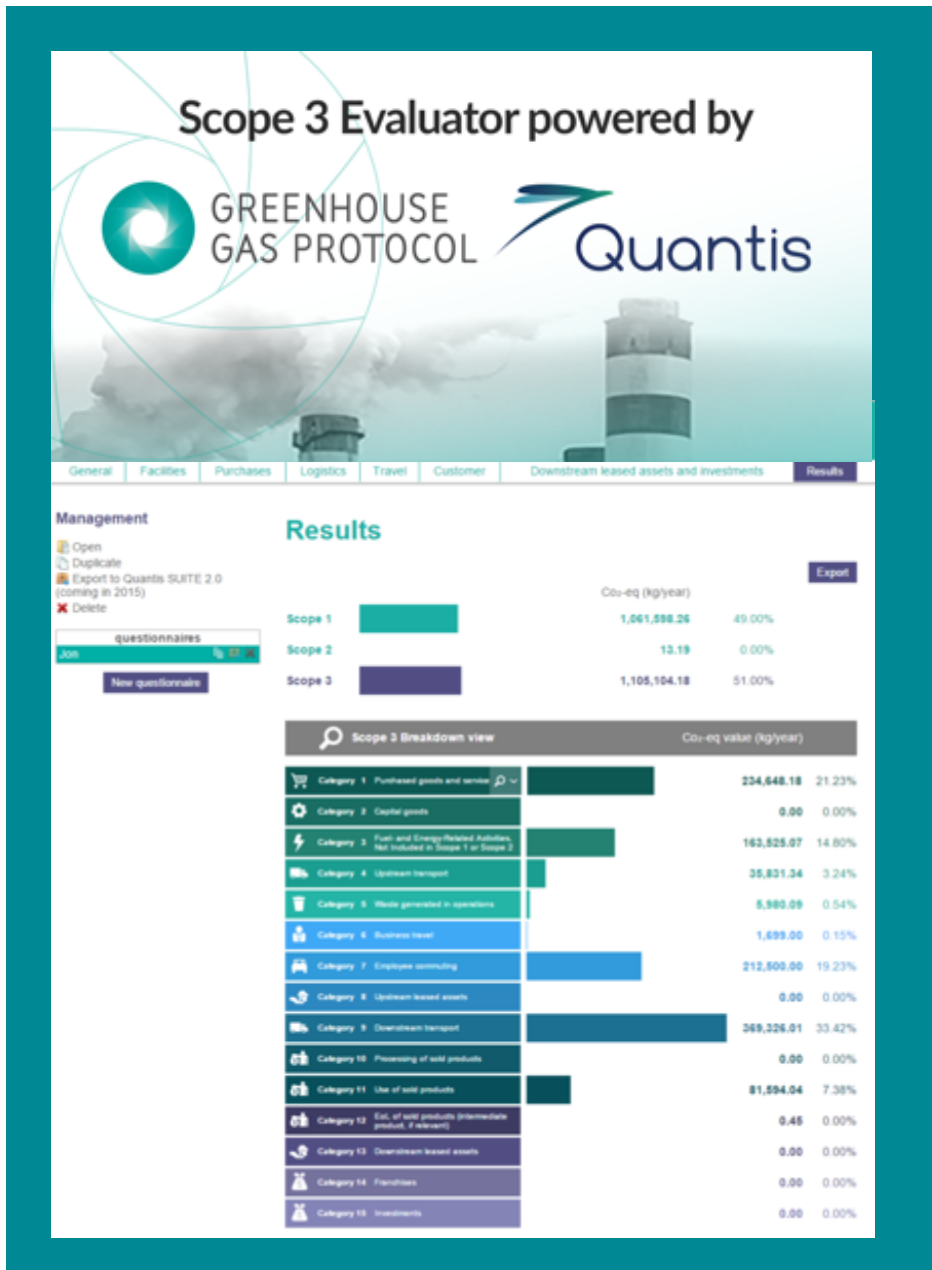 Scope 3 Evaluator powered by
GREENHOUSE
GAS PROTOCOL
Quantis
General Facilities Purchases Logistics Travel Customer Downstream leased assets and investments Results
Management
Open
Duplicate
Export to Quantis SUITE 2.0
(coming in 2015)
Delete
questionnaires
Jon
New questionnaire
Results
Export
Co₂-eq (kg/year)
Scope 1 1,061,598.26 49.00%
Scope 2 13.19 0.00%
Scope 3 1,105,104.18 51.00%
Scope 3 Breakdown view Co₂-eq value (kg/year)
Category 1 Purchased goods and service 234,648.18 21.23%
Category 2 Capital goods 0.00 0.00%
Category 3 Fuel- and Energy-Related Activities, Not Included in Scope 1 or Scope 2 163,525.07 14.80%
Category 4 Upstream transport 35,831.34 3.24%
Category 5 Waste generated in operations 5,980.09 0.54%
Category 6 Business travel 1,699.00 0.15%
Category 7 Employee commuting 212,500.00 19.23%
Category 8 Upstream leased assets 0.00 0.00%
Category 9 Downstream transport 369,326.01 33.42%
Category 10 Processing of sold products 0.00 0.00%
Category 11 Use of sold products 81,594.04 7.38%
Category 12 EoL of sold products (intermediate product, if relevant) 0.45 0.00%
Category 13 Downstream leased assets 0.00 0.00%
Category 14 Franchises 0.00 0.00%
Category 15 Investments 0.00 0.00%